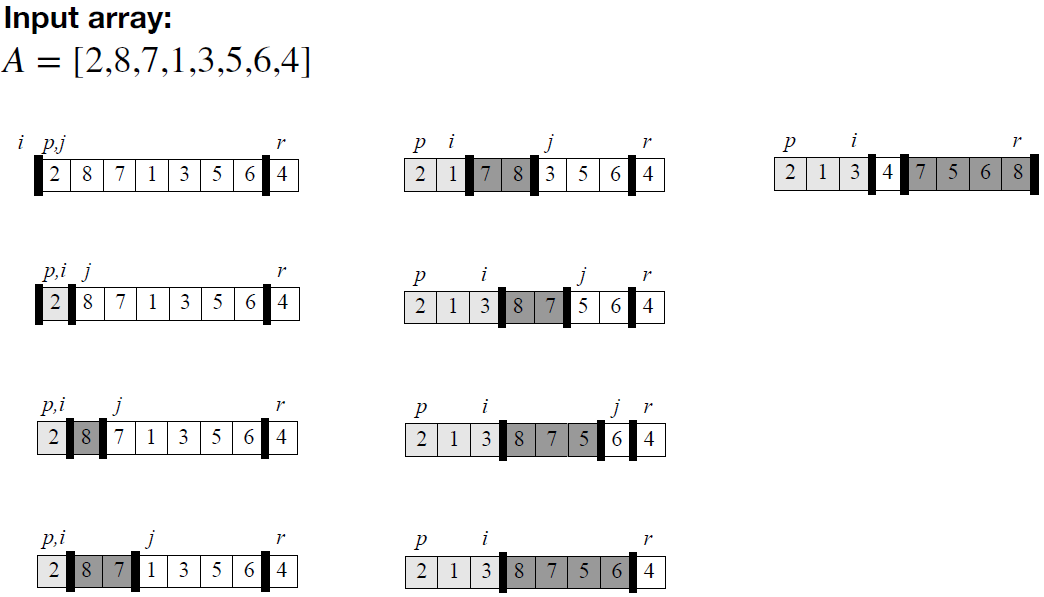 Input array:
A = [2,8,7,1,3,5,6,4]
i p,j r
2 8 7 1 3 5 6 4
p,i j r
2 8 7 1 3 5 6 4
p,i j r
2 8 7 1 3 5 6 4
p,i j r
2 8 7 1 3 5 6 4
p i j r
2 1 7 8 3 5 6 4
p i j r
2 1 3 8 7 5 6 4
p i j r
2 1 3 8 7 5 6 4
p i r
2 1 3 8 7 5 6 4
p i r
2 1 3 4 7 5 6 8